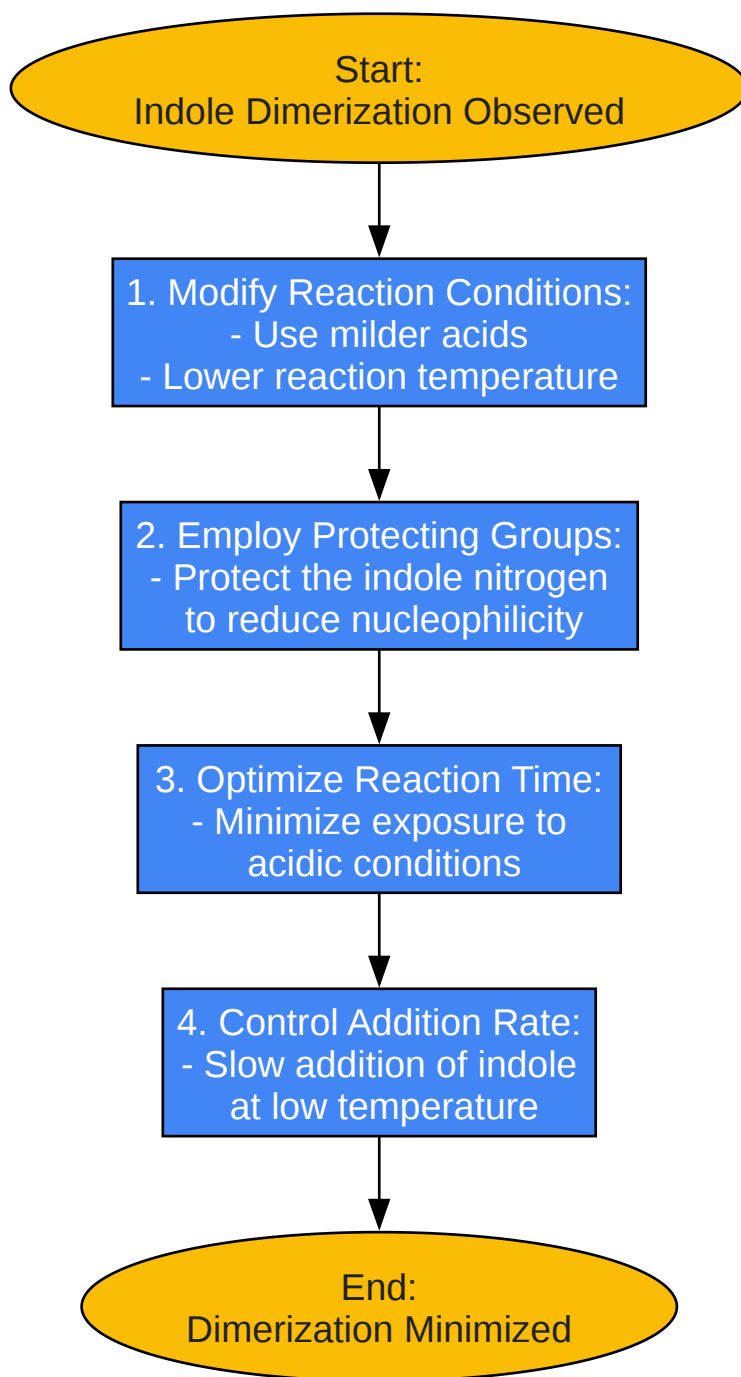 Start:
Indole Dimerization Observed
1. Modify Reaction Conditions:
- Use milder acids
- Lower reaction temperature
2. Employ Protecting Groups:
- Protect the indole nitrogen
to reduce nucleophilicity
3. Optimize Reaction Time:
- Minimize exposure to
acidic conditions
4. Control Addition Rate:
- Slow addition of indole
at low temperature
End:
Dimerization Minimized